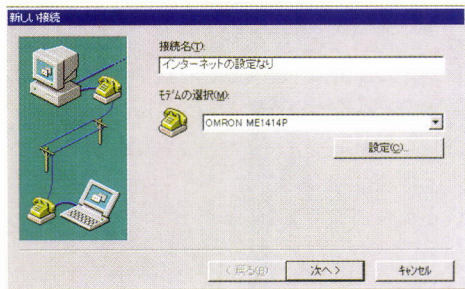 新しい接続
接続名(T):
インターネットの設定なり
モデムの選択(M):
OMRON ME1414P
設定(C)...
< 戻る(B)
次へ >
キャンセル